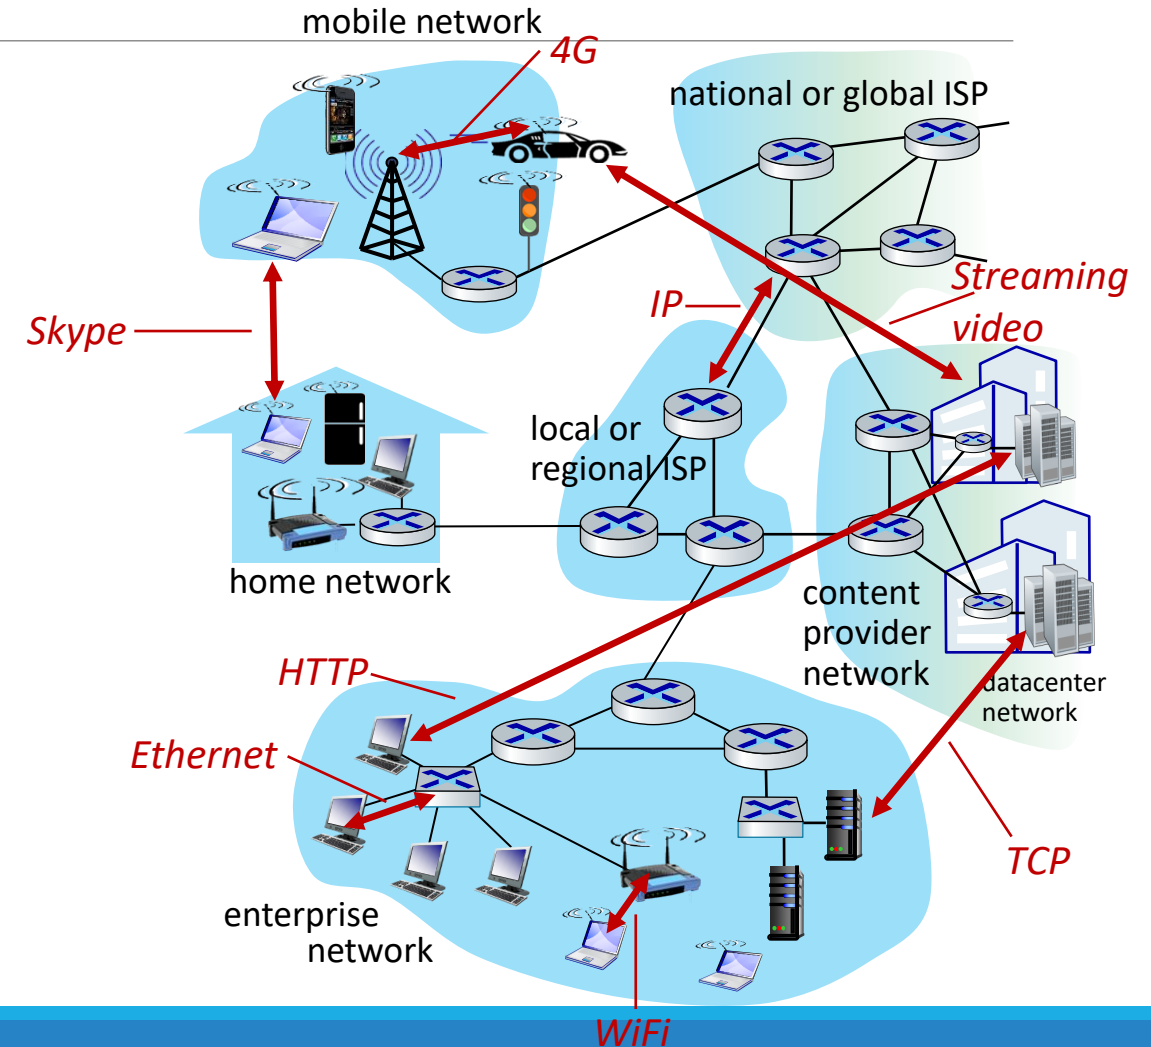 mobile network
4G
national or global ISP
Streaming
video
IP
Skype
local or
regional ISP
home network
content
provider
network
datacenter
network
HTTP
Ethernet
TCP
enterprise
network
WiFi